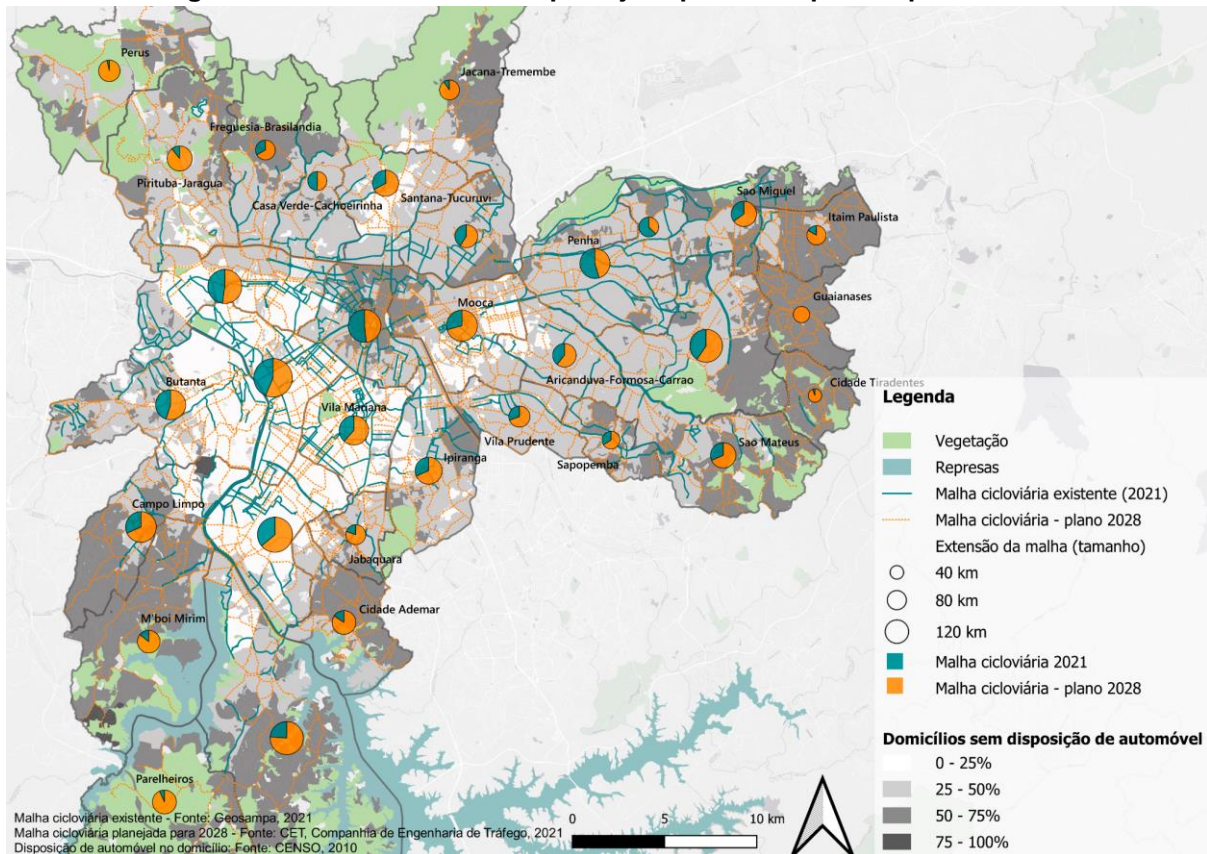 Perus
Jacana-Tremembe
Freguesia-Brasilandia
Pirituba-Jaragua
Casa Verde-Cachoeirinha
Santana-Tucuruvi
Sao Miguel
Itaim Paulista
Penha
Guaianases
Mooca
Aricanduva-Formosa-Carrao
Cidade Tiradentes
Butanta
Vila Mariana
Vila Prudente
Sapopemba
Sao Mateus
Ipiranga
Campo Limpo
Jabaquara
Cidade Ademar
M'boi Mirim
Parelheiros
Legenda
Vegetação
Represas
Malha cicloviária existente (2021)
Malha cicloviária - plano 2028
Extensão da malha (tamanho)
40 km
80 km
120 km
Malha cicloviária 2021
Malha cicloviária - plano 2028
Domicílios sem disposição de automóvel
0 - 25%
25 - 50%
50 - 75%
75 - 100%
Malha cicloviária existente - Fonte: Geosampa, 2021
Malha cicloviária planejada para 2028 - Fonte: CET, Companhia de Engenharia de Tráfego, 2021
Disposição de automóvel no domicílio: Fonte: CENSO, 2010
0 5 10 km